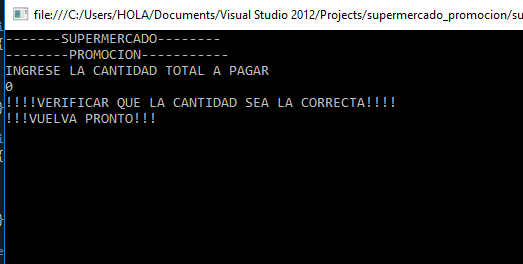 file:///C:/Users/HOLA/Documents/Visual Studio 2012/Projects/supermercado_promocion/su
-------SUPERMERCADO--------
--------PROMOCION-----------
INGRESE LA CANTIDAD TOTAL A PAGAR
0
!!!!VERIFICAR QUE LA CANTIDAD SEA LA CORRECTA!!!!
!!!VUELVA PRONTO!!!